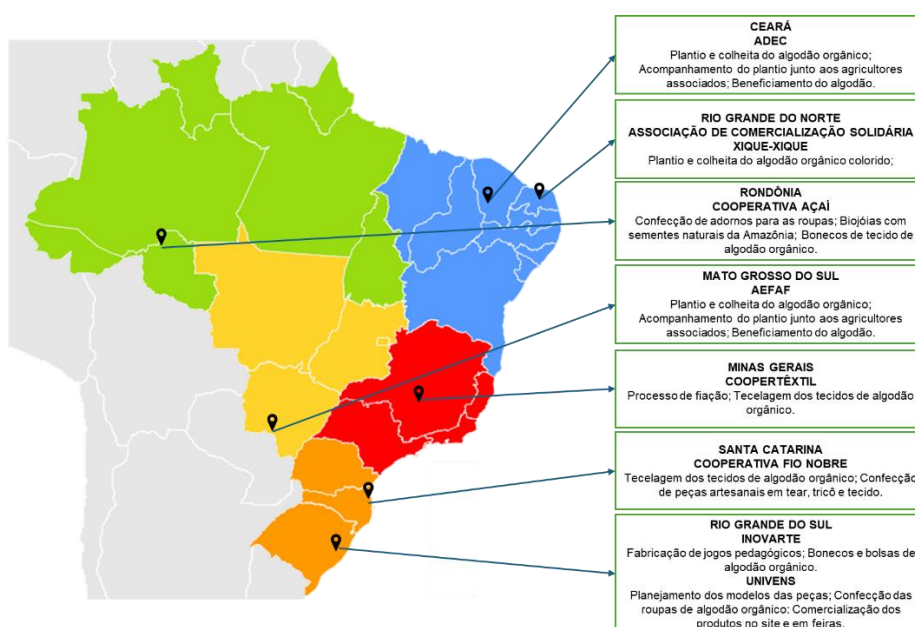 CEARÁ
ADEC
Plantio e colheita do algodão orgânico;
Acompanhamento do plantio junto aos agricultores
associados; Beneficiamento do algodão.
RIO GRANDE DO NORTE
ASSOCIAÇÃO DE COMERCIALIZAÇÃO SOLIDÁRIA
XIQUE-XIQUE
Plantio e colheita do algodão orgânico colorido;
RONDÔNIA
COOPERATIVA AÇAÍ
Confecção de adornos para as roupas; Biojóias com
sementes naturais da Amazônia; Bonecos de tecido de
algodão orgânico.
MATO GROSSO DO SUL
AEFAF
Plantio e colheita do algodão orgânico;
Acompanhamento do plantio junto aos agricultores
associados; Beneficiamento do algodão.
MINAS GERAIS
COOPERTÊXTIL
Processo de fiação; Tecelagem dos tecidos de algodão
orgânico.
SANTA CATARINA
COOPERATIVA FIO NOBRE
Tecelagem dos tecidos de algodão orgânico; Confecção
de peças artesanais em tear, tricô e tecido.
RIO GRANDE DO SUL
INOVARTE
Fabricação de jogos pedagógicos; Bonecos e bolsas de
algodão orgânico.
UNIVENS
Planejamento dos modelos das peças; Confecção das
roupas de algodão orgânico; Comercialização dos
produtos no site e em feiras.